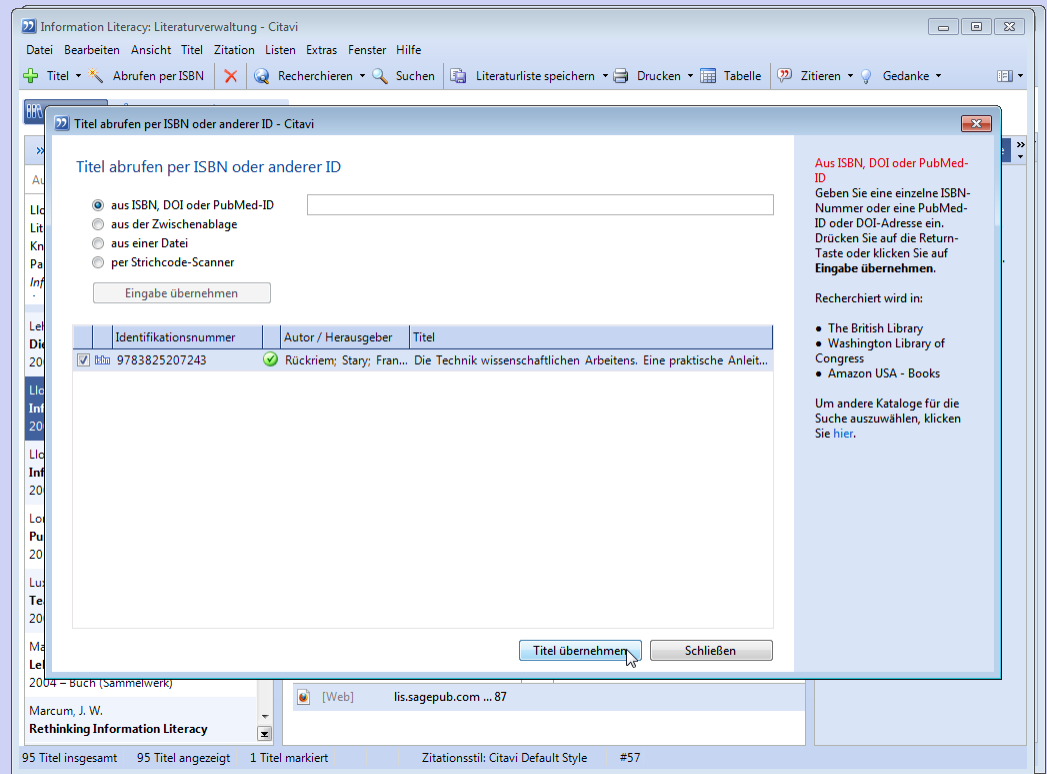 Information Literacy: Literaturverwaltung - Citavi
Datei Bearbeiten Ansicht Titel Zitation Listen Extras Fenster Hilfe
Titel Abrufen per ISBN Recherchieren Suchen Literaturliste speichern Drucken Tabelle Zitieren Gedanke
Titel abrufen per ISBN oder anderer ID - Citavi
Titel abrufen per ISBN oder anderer ID
aus ISBN, DOI oder PubMed-ID
aus der Zwischenablage
aus einer Datei
per Strichcode-Scanner
Eingabe übernehmen
Identifikationsnummer Autor / Herausgeber Titel
9783825207243 Rückriem; Stary; Fran... Die Technik wissenschaftlichen Arbeitens. Eine praktische Anleit...
Titel übernehmen Schließen
Aus ISBN, DOI oder PubMed-
ID
Geben Sie eine einzelne ISBN-
Nummer oder eine PubMed-
ID oder DOI-Adresse ein.
Drücken Sie auf die Return-
Taste oder klicken Sie auf
Eingabe übernehmen.
Recherchiert wird in:
● The British Library
● Washington Library of
Congress
● Amazon USA - Books
Um andere Kataloge für die
Suche auszuwählen, klicken
Sie hier.
2004 – Buch (Sammelwerk)
Marcum, J. W.
Rethinking Information Literacy
[Web] lis.sagepub.com ... 87
95 Titel insgesamt 95 Titel angezeigt 1 Titel markiert Zitationsstil: Citavi Default Style #57